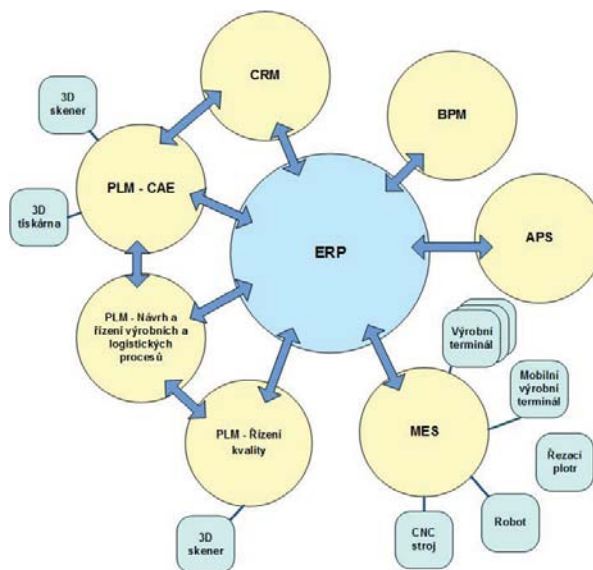 CRM
BPM
3D
skener
PLM - CAE
3D
tiskárna
ERP
APS
PLM - Návrh a
řízení výrobních a
logistických
procesů
Výrobní
terminál
Mobilní
výrobní
terminál
PLM - Řízení
kvality
MES
Řezací
plotr
3D
skener
CNC
stroj
Robot